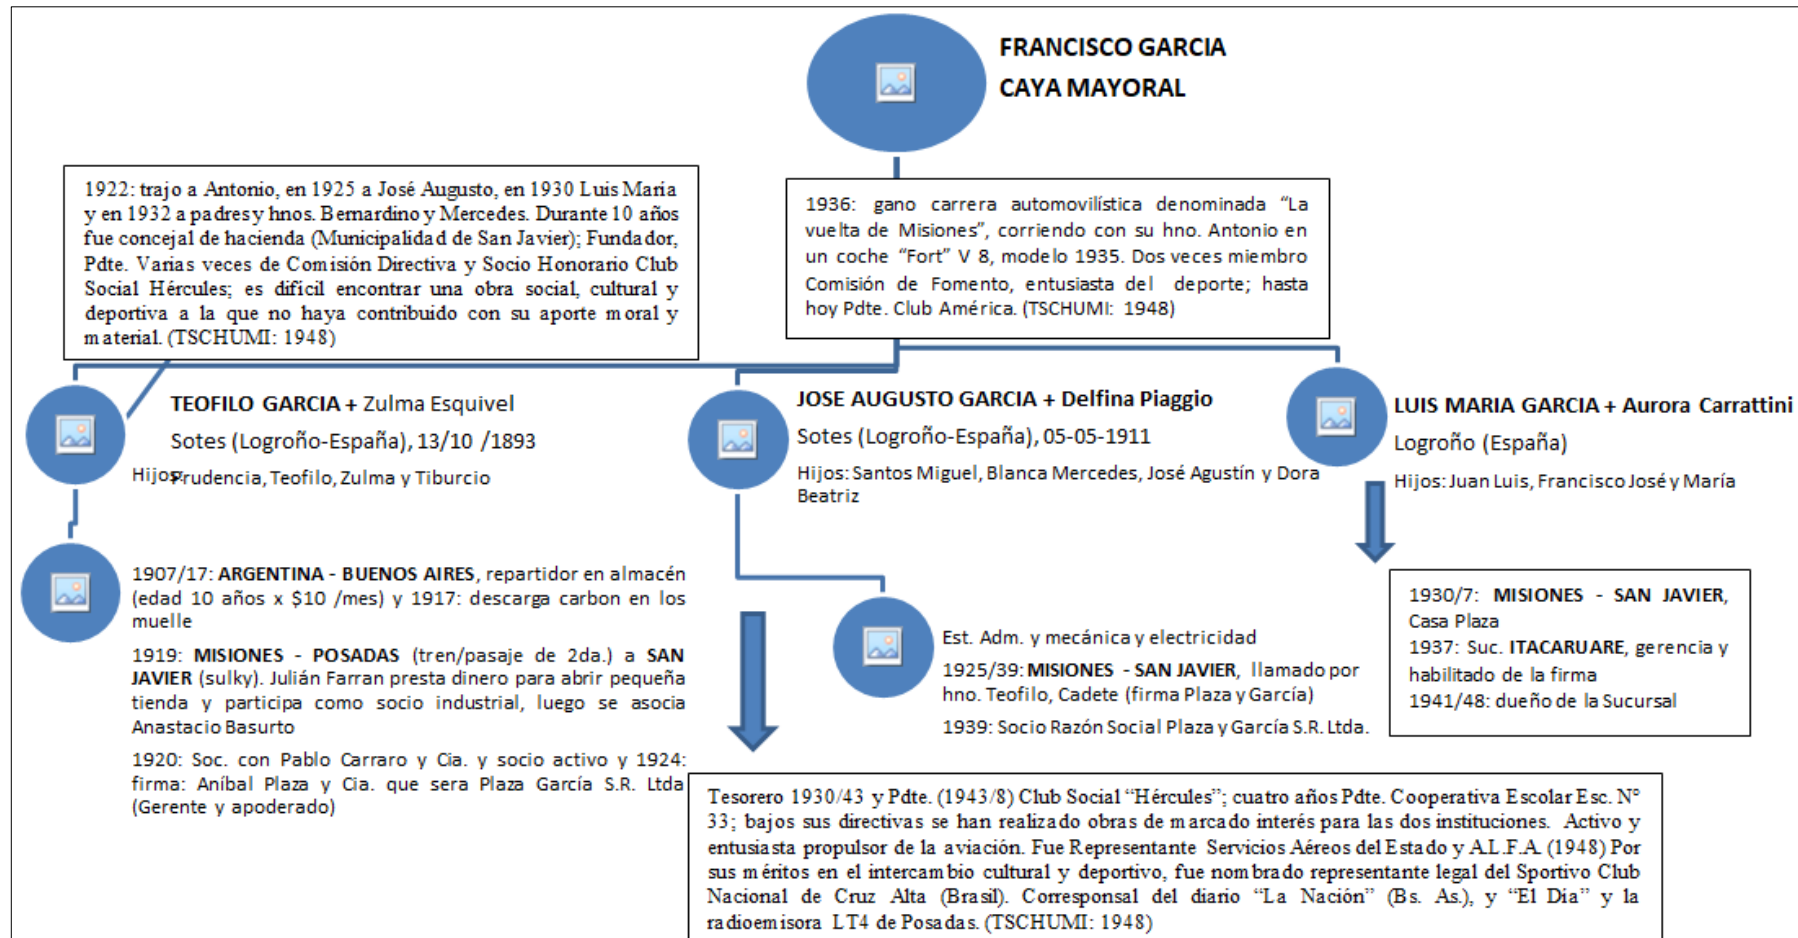 FRANCISCO GARCIA
CAYA MAYORAL
1922: trajo a Antonio, en 1925 a José Augusto, en 1930 Luis Maria
y en 1932 a padres y hnos. Bernardino y Mercedes. Durante 10 años
fue concejal de hacienda (Municipalidad de San Javier); Fundador,
Pdte. Varias veces de Comisión Directiva y Socio Honorario Club
Social Hércules; es difícil encontrar una obra social, cultural y
deportiva a la que no haya contribuido con su aporte moral y
material. (TSCHUMI: 1948)
1936: gano carrera automovilística denominada “La
vuelta de Misiones”, corriendo con su hno. Antonio en
un coche “Fort” V 8, modelo 1935. Dos veces miembro
Comisión de Fomento, entusiasta del deporte; hasta
hoy Pdte. Club América. (TSCHUMI: 1948)
TEOFILO GARCIA + Zulma Esquivel
Sotes (Logroño-España), 13/10 /1893
Hijos: Prudencia, Teofilo, Zulma y Tiburcio
JOSE AUGUSTO GARCIA + Delfina Piaggio
Sotes (Logroño-España), 05-05-1911
Hijos: Santos Miguel, Blanca Mercedes, José Agustín y Dora
Beatriz
LUIS MARIA GARCIA + Aurora Carrattini
Logroño (España)
Hijos: Juan Luis, Francisco José y María
1907/17: ARGENTINA - BUENOS AIRES, repartidor en almacén
(edad 10 años x $10 /mes) y 1917: descarga carbon en los
muelle
1919: MISIONES - POSADAS (tren/pasaje de 2da.) a SAN
JAVIER (sulky). Julián Farran presta dinero para abrir pequeña
tienda y participa como socio industrial, luego se asocia
Anastacio Basurto
1920: Soc. con Pablo Carraro y Cia. y socio activo y 1924:
firma: Aníbal Plaza y Cia. que sera Plaza García S.R. Ltda
(Gerente y apoderado)
Est. Adm. y mecánica y electricidad
1925/39: MISIONES - SAN JAVIER, llamado por
hno. Teofilo, Cadete (firma Plaza y García)
1939: Socio Razón Social Plaza y García S.R. Ltda.
1930/7: MISIONES - SAN JAVIER,
Casa Plaza
1937: Suc. ITACARUARE, gerencia y
habilitado de la firma
1941/48: dueño de la Sucursal
Tesorero 1930/43 y Pdte. (1943/8) Club Social “Hércules”; cuatro años Pdte. Cooperativa Escolar Esc. N°
33; bajos sus directivas se han realizado obras de marcado interés para las dos instituciones. Activo y
entusiasta propulsor de la aviación. Fue Representante Servicios Aéreos del Estado y A.L.F.A. (1948) Por
sus méritos en el intercambio cultural y deportivo, fue nombrado representante legal del Sportivo Club
Nacional de Cruz Alta (Brasil). Corresponsal del diario “La Nación” (Bs. As.), y “El Dia” y la
radioemisora LT4 de Posadas. (TSCHUMI: 1948)